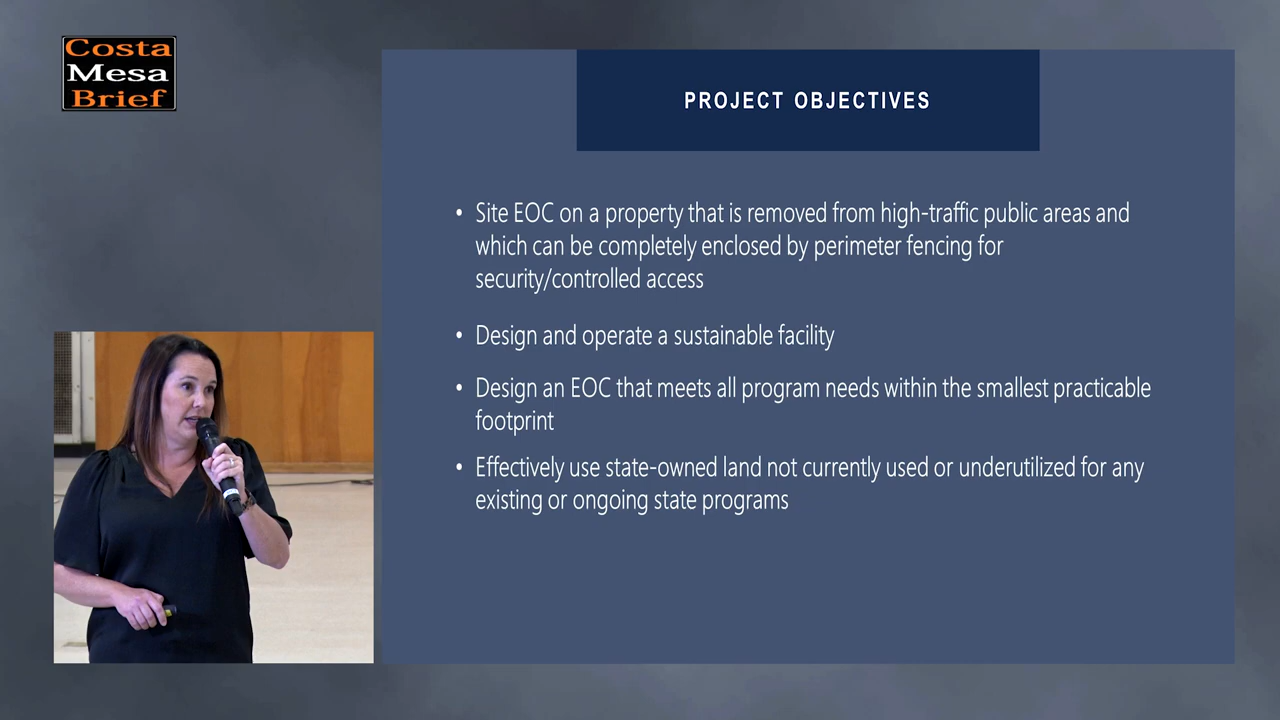 Costa
Mesa
Brief
PROJECT OBJECTIVES
• Site EOC on a property that is removed from high-traffic public areas and
which can be completely enclosed by perimeter fencing for
security/controlled access
• Design and operate a sustainable facility
• Design an EOC that meets all program needs within the smallest practicable
footprint
• Effectively use state-owned land not currently used or underutilized for any
existing or ongoing state programs